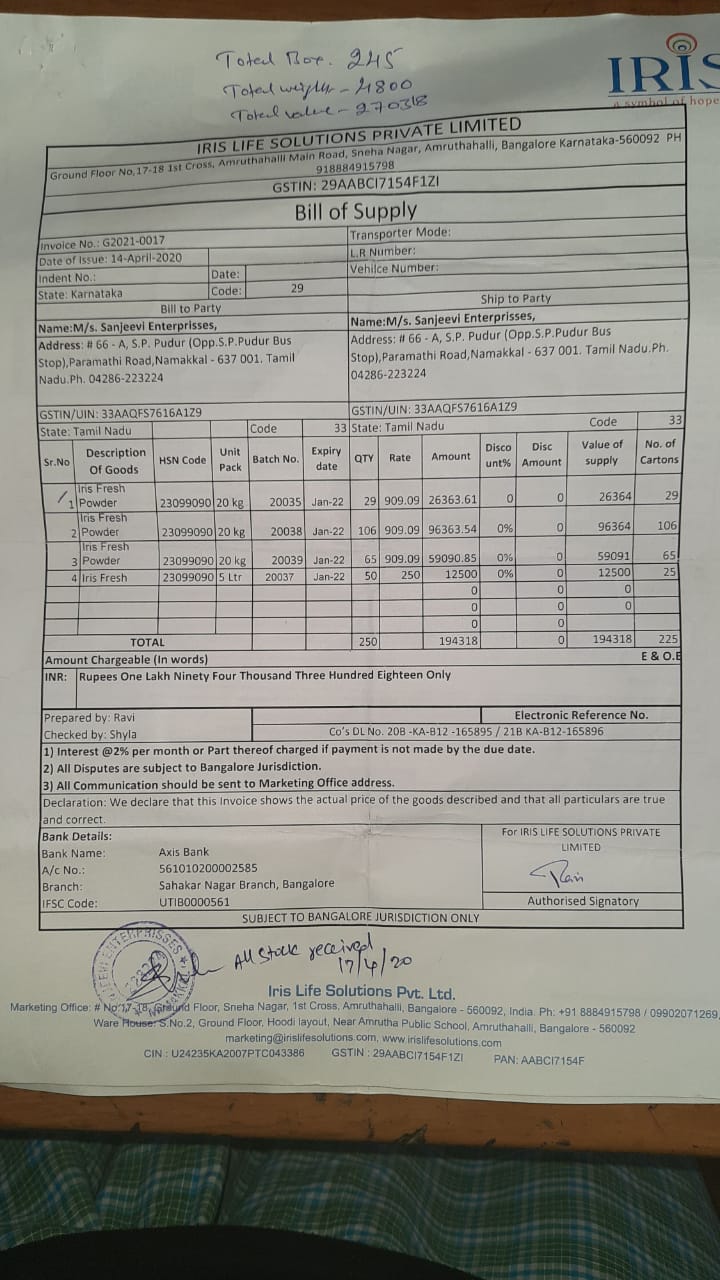 Total Box. 245
Total weight - 4800
Total value - 270318
IRIS
a symbol of hope
IRIS LIFE SOLUTIONS PRIVATE LIMITED
Ground Floor No,17-18 1st Cross, Amruthahalli Main Road, Sneha Nagar, Amruthahalli, Bangalore Karnataka-560092 PH
918884915798
GSTIN: 29AABCI7154F1ZI
Bill of Supply
Invoice No.: G2021-0017 Transporter Mode:
Date of Issue: 14-April-2020 L.R Number:
Indent No.: Date: Vehilce Number:
State: Karnataka Code: 29
Bill to Party Ship to Party
Name:M/s. Sanjeevi Enterprisses, Name:M/s. Sanjeevi Enterprisses,
Address: # 66 - A, S.P. Pudur (Opp.S.P.Pudur Bus Address: # 66 - A, S.P. Pudur (Opp.S.P.Pudur Bus
Stop),Paramathi Road,Namakkal - 637 001. Tamil Stop),Paramathi Road,Namakkal - 637 001. Tamil Nadu.Ph.
Nadu.Ph. 04286-223224 04286-223224
GSTIN/UIN: 33AAQFS7616A1Z9 GSTIN/UIN: 33AAQFS7616A1Z9
State: Tamil Nadu Code 33 State: Tamil Nadu Code 33
Sr.No Description Of Goods HSN Code Unit Pack Batch No. Expiry date QTY Rate Amount Disco unt% Disc Amount Value of supply No. of Cartons
1 Iris Fresh Powder 23099090 20 kg 20035 Jan-22 29 909.09 26363.61 0 0 26364 29
2 Iris Fresh Powder 23099090 20 kg 20038 Jan-22 106 909.09 96363.54 0% 0 96364 106
3 Iris Fresh Powder 23099090 20 kg 20039 Jan-22 65 909.09 59090.85 0% 0 59091 65
4 Iris Fresh 23099090 5 Ltr 20037 Jan-22 50 250 12500 0% 0 12500 25
0 0 0
0 0 0
0 0
TOTAL 250 194318 0 194318 225
Amount Chargeable (In words) E & O.E
INR: Rupees One Lakh Ninety Four Thousand Three Hundred Eighteen Only
Prepared by: Ravi Electronic Reference No.
Checked by: Shyla Co's DL No. 20B -KA-B12 -165895 / 21B KA-B12-165896
1) Interest @2% per month or Part thereof charged if payment is not made by the due date.
2) All Disputes are subject to Bangalore Jurisdiction.
3) All Communication should be sent to Marketing Office address.
Declaration: We declare that this Invoice shows the actual price of the goods described and that all particulars are true
and correct.
Bank Details: For IRIS LIFE SOLUTIONS PRIVATE
LIMITED
Bank Name: Axis Bank
A/c No.: 561010200002585
Branch: Sahakar Nagar Branch, Bangalore
IFSC Code: UTIB0000561 Authorised Signatory
SUBJECT TO BANGALORE JURISDICTION ONLY
All Stock received
17/4/20
Iris Life Solutions Pvt. Ltd.
Marketing Office: # No:17-18, Ground Floor, Sneha Nagar, 1st Cross, Amruthahalli, Bangalore - 560092, India. Ph: +91 8884915798 / 09902071269,
Ware House: S.No.2, Ground Floor, Hoodi layout, Near Amrutha Public School, Amruthahalli, Bangalore - 560092
marketing@irislifesolutions.com, www.irislifesolutions.com
CIN : U24235KA2007PTC043386 GSTIN : 29AABCI7154F1ZI PAN: AABCI7154F